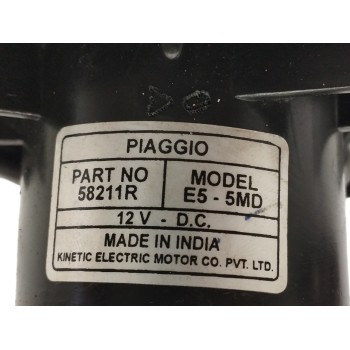 PIAGGIO
PART NO MODEL
58211R E5 - 5MD
12 V - D.C.
MADE IN INDIA
KINETIC ELECTRIC MOTOR CO. PVT. LTD.